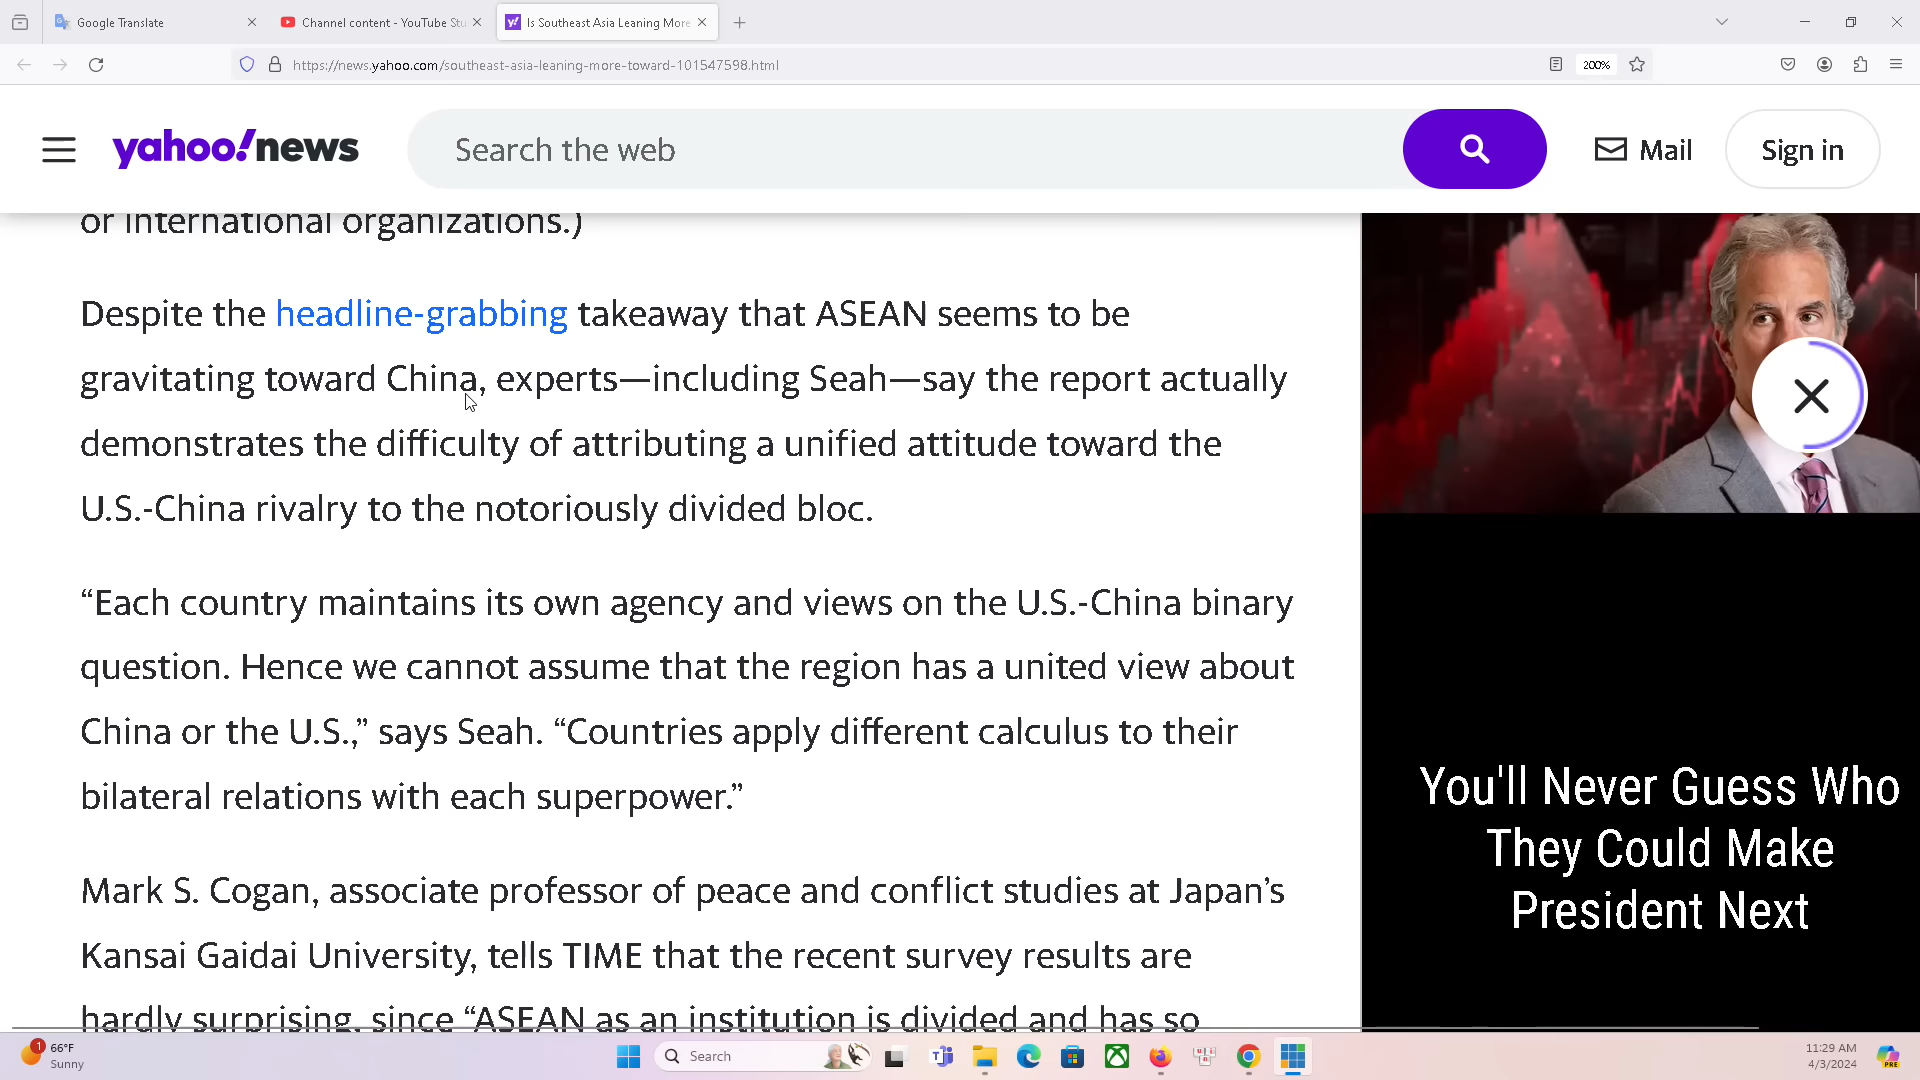 Google Translate
Channel content - YouTube Stu
Is Southeast Asia Leaning More
https://news.yahoo.com/southeast-asia-leaning-more-toward-101547598.html
200%
yahoo!news
Search the web
Mail
Sign in
or international organizations.)
Despite the headline-grabbing takeaway that ASEAN seems to be
gravitating toward China, experts—including Seah—say the report actually
demonstrates the difficulty of attributing a unified attitude toward the
U.S.-China rivalry to the notoriously divided bloc.
“Each country maintains its own agency and views on the U.S.-China binary
question. Hence we cannot assume that the region has a united view about
China or the U.S.,” says Seah. “Countries apply different calculus to their
bilateral relations with each superpower.”
Mark S. Cogan, associate professor of peace and conflict studies at Japan’s
Kansai Gaidai University, tells TIME that the recent survey results are
hardly surprising, since “ASEAN as an institution is divided and has so
You'll Never Guess Who
They Could Make
President Next
1
66°F
Sunny
Search
11:29 AM
4/3/2024
PRE